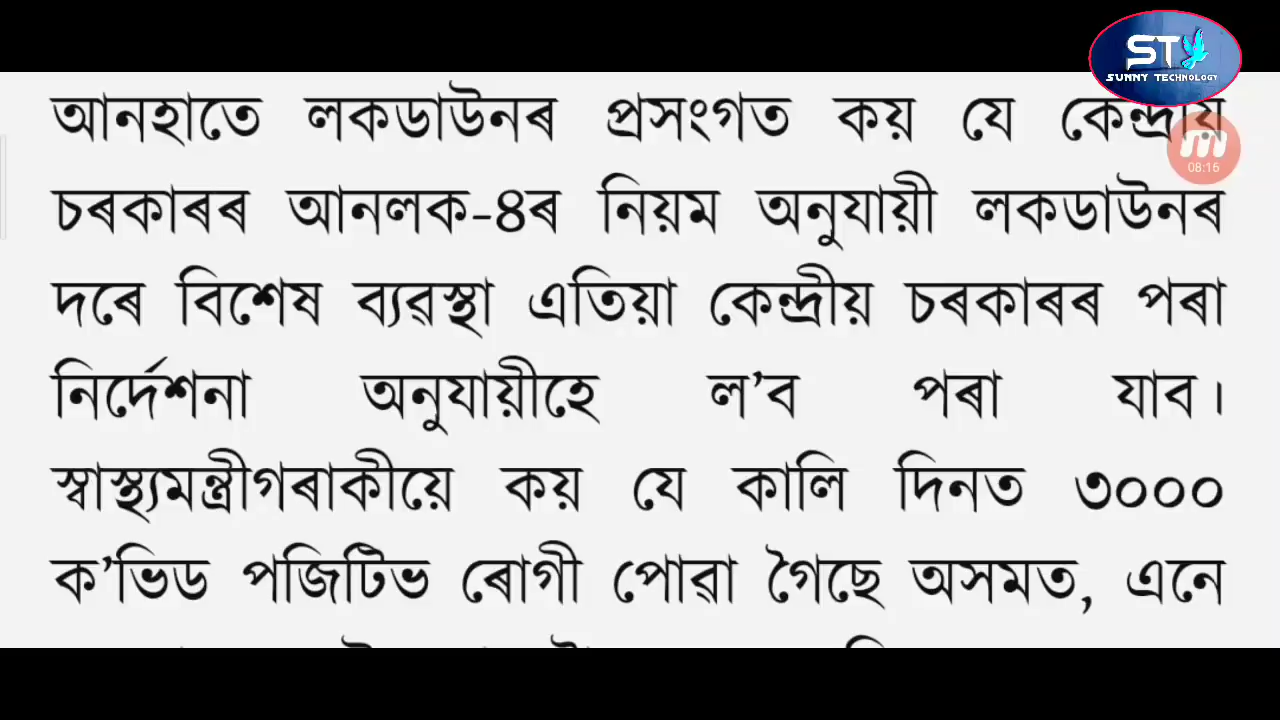 ST
SUNNY TECHNOLOGY
আনহাতে লকডাউনৰ প্ৰসংগত কয় যে কেন্দ্ৰীয়
08:16
চৰকাৰৰ আনলক-৪ৰ নিয়ম অনুযায়ী লকডাউনৰ
দৰে বিশেষ ব্যৱস্থা এতিয়া কেন্দ্ৰীয় চৰকাৰৰ পৰা
নিৰ্দেশনা অনুযায়ীহে ল’ব পৰা যাব।
স্বাস্থ্যমন্ত্ৰীগৰাকীয়ে কয় যে কালি দিনত ৩০০০
ক’ভিড পজিটিভ ৰোগী পোৱা গৈছে অসমত, এনে